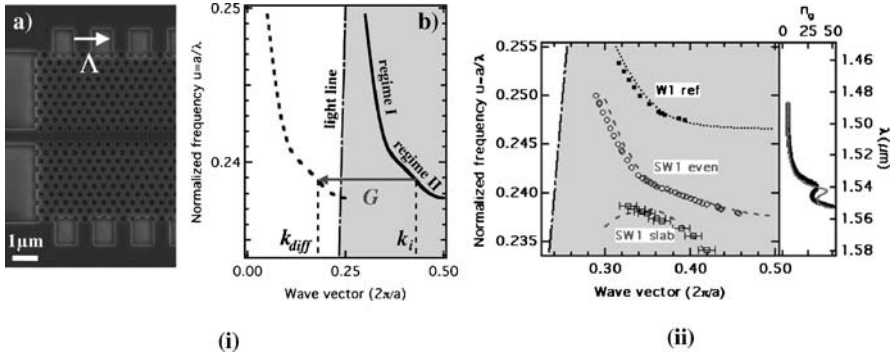 a)
Λ
1µm
b)
Normalized frequency u=a/λ
0.25
0.24
light line
regime I
regime II
G
k_diff
k_i
0.00
0.25
0.50
Wave vector (2π/a)
(i)
Normalized frequency u=a/λ
0.255
0.250
0.245
0.240
0.235
W1 ref
SW1 even
SW1 slab
0.30
0.40
0.50
Wave vector (2π/a)
n_g
0 25 50
1.46
1.48
1.50
1.52
1.54
1.56
1.58
λ(µm)
(ii)